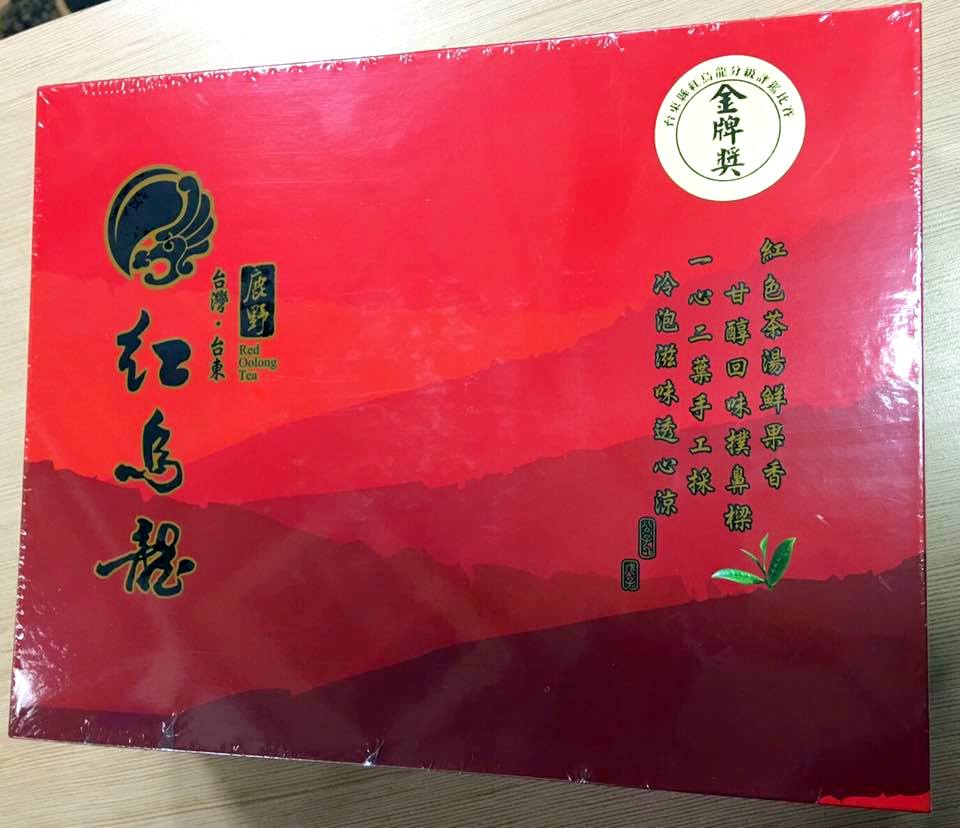 台東縣紅烏龍分級評鑑比賽
金牌獎
紅烏龍
台灣・台東
鹿野
Red
Oolong
Tea
紅色茶湯鮮果香
甘醇回味撲鼻樑
一心二葉手工採
冷泡滋味透心涼